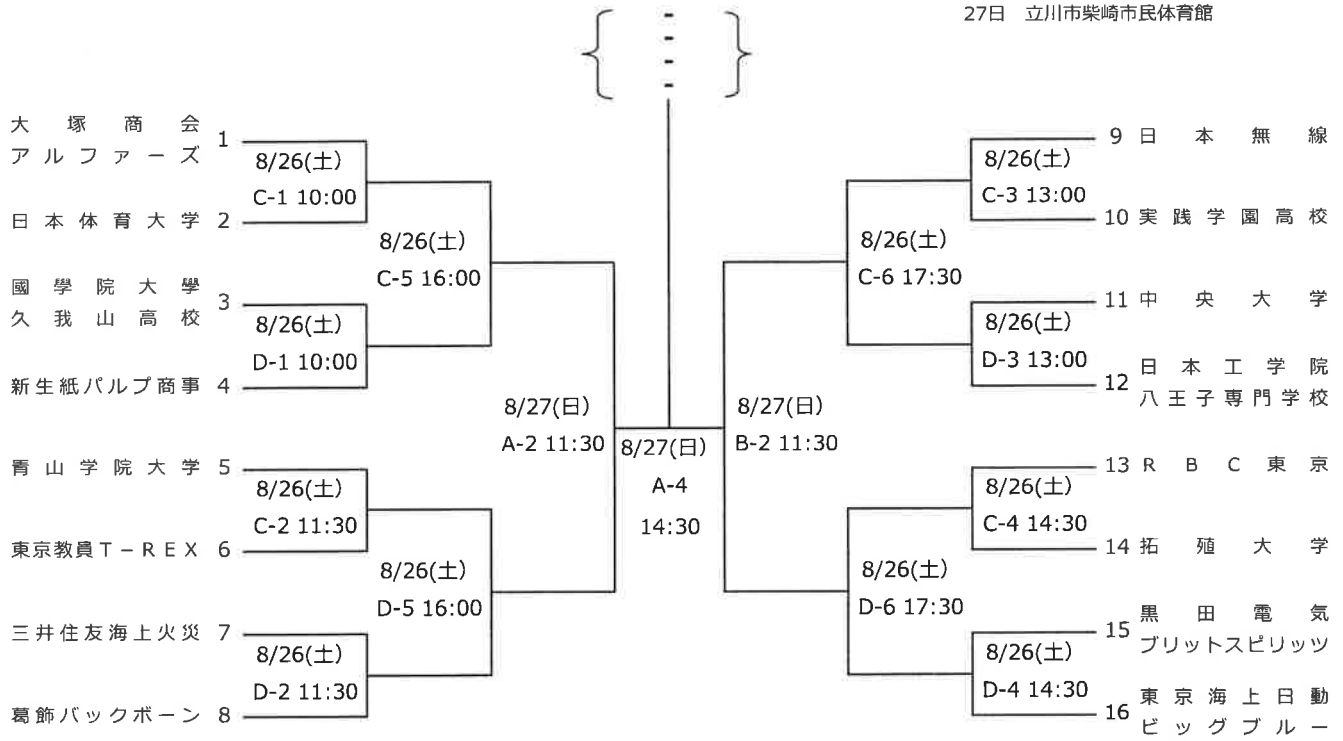 27日 立川市柴崎市民体育館
-
-
-
-
大塚商会
アルファーズ 1
8/26(土)
C-1 10:00
日本体育大学 2
8/26(土)
C-5 16:00
國學院大學
久我山高校 3
8/26(土)
D-1 10:00
新生紙パルプ商事 4
8/27(日)
A-2 11:30
青山学院大学 5
8/26(土)
C-2 11:30
東京教員T-REX 6
8/26(土)
D-5 16:00
三井住友海上火災 7
8/26(土)
D-2 11:30
葛飾バックボーン 8
8/27(日)
A-4
14:30
9 日本無線
8/26(土)
C-3 13:00
10 実践学園高校
8/26(土)
C-6 17:30
11 中央大学
8/26(土)
D-3 13:00
12 日本工学院
八王子専門学校
8/27(日)
B-2 11:30
13 RBC東京
8/26(土)
C-4 14:30
14 拓殖大学
8/26(土)
D-6 17:30
15 黒田電気
ブリットスピリッツ
8/26(土)
D-4 14:30
16 東京海上日動
ビッグブルー